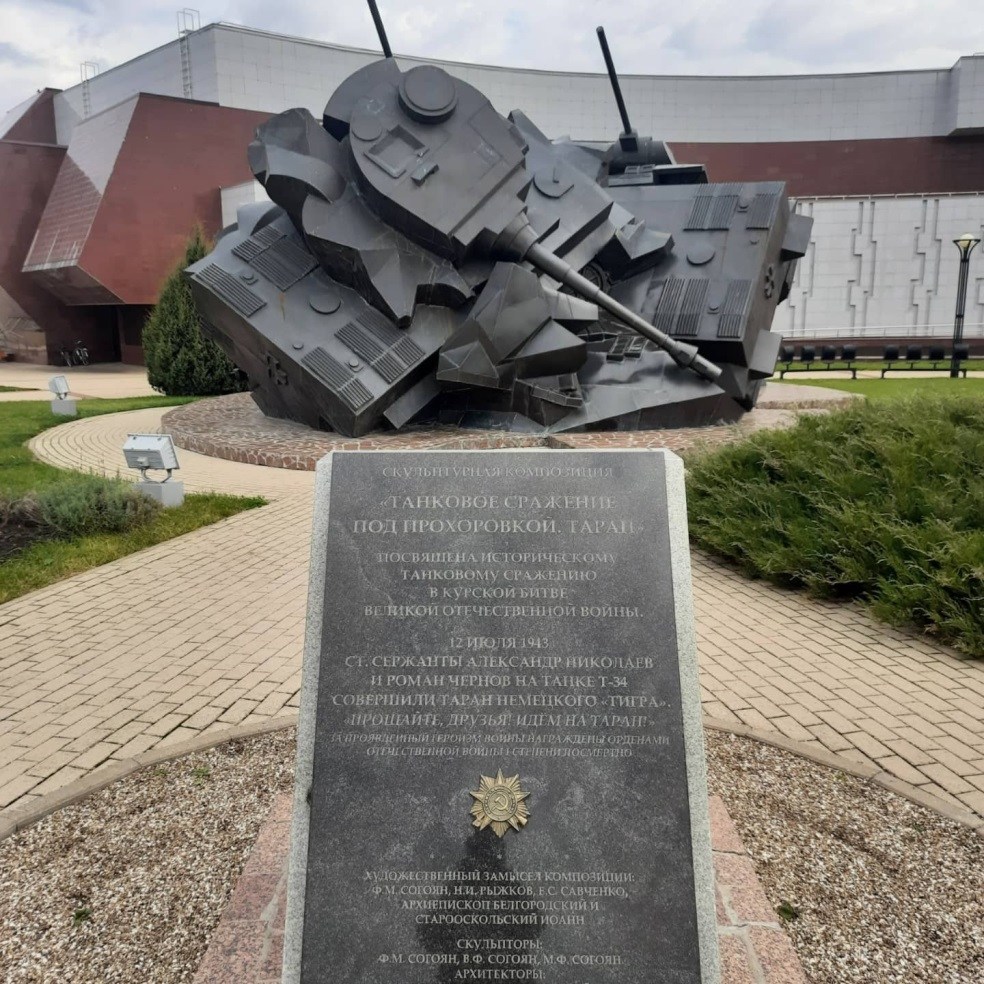 СКУЛЬПТУРНАЯ КОМПОЗИЦИЯ
«ТАНКОВОЕ СРАЖЕНИЕ
ПОД ПРОХОРОВКОЙ. ТАРАН»
ПОСВЯЩЕНА ИСТОРИЧЕСКОМУ
ТАНКОВОМУ СРАЖЕНИЮ
В КУРСКОЙ БИТВЕ
ВЕЛИКОЙ ОТЕЧЕСТВЕННОЙ ВОЙНЫ.
12 ИЮЛЯ 1943
СТ. СЕРЖАНТЫ АЛЕКСАНДР НИКОЛАЕВ
И РОМАН ЧЕРНОВ НА ТАНКЕ Т-34
СОВЕРШИЛИ ТАРАН НЕМЕЦКОГО «ТИГРА».
«ПРОЩАЙТЕ, ДРУЗЬЯ! ИДЕМ НА ТАРАН!»
ЗА ПРОЯВЛЕННЫЙ ГЕРОИЗМ ВОИНЫ НАГРАЖДЕНЫ ОРДЕНАМИ
ОТЕЧЕСТВЕННОЙ ВОЙНЫ I СТЕПЕНИ ПОСМЕРТНО
ХУДОЖЕСТВЕННЫЙ ЗАМЫСЕЛ КОМПОЗИЦИИ:
Ф.М. СОГОЯН, Н.И. РЫЖКОВ, Е.С. САВЧЕНКО,
АРХИЕПИСКОП БЕЛГОРОДСКИЙ И
СТАРООСКОЛЬСКИЙ ИОАНН
СКУЛЬПТОРЫ:
Ф.М. СОГОЯН, В.Ф. СОГОЯН, М.Ф. СОГОЯН
АРХИТЕКТОРЫ: